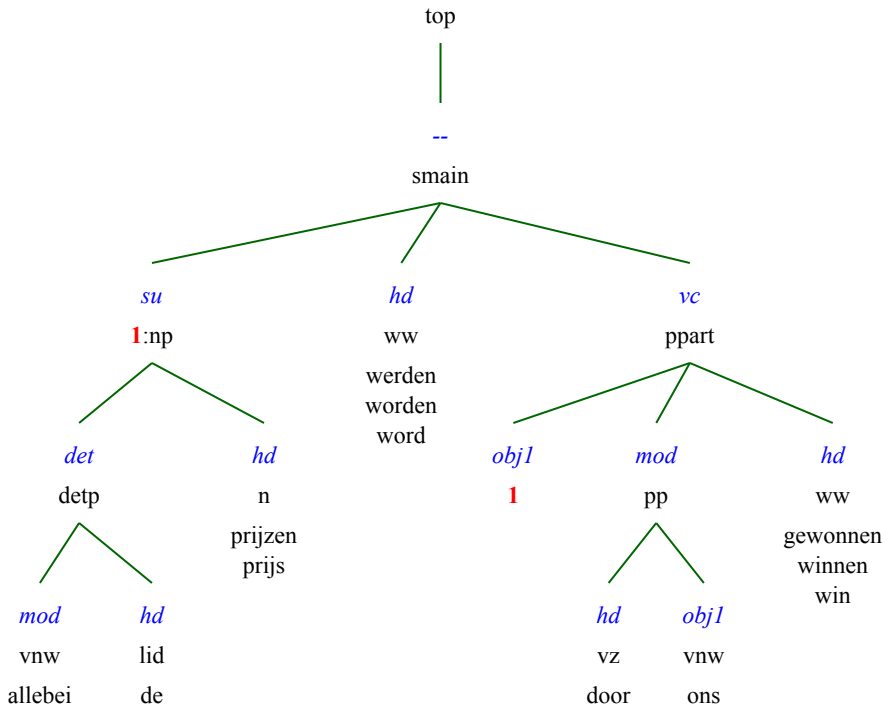 top
--
smain
su hd vc
1:np ww ppart
werden
worden
word
det hd obj1 mod hd
detp n 1 pp ww
prijzen gewonnen
prijs winnen
win
mod hd hd obj1
vnw lid vz vnw
allebei de door ons